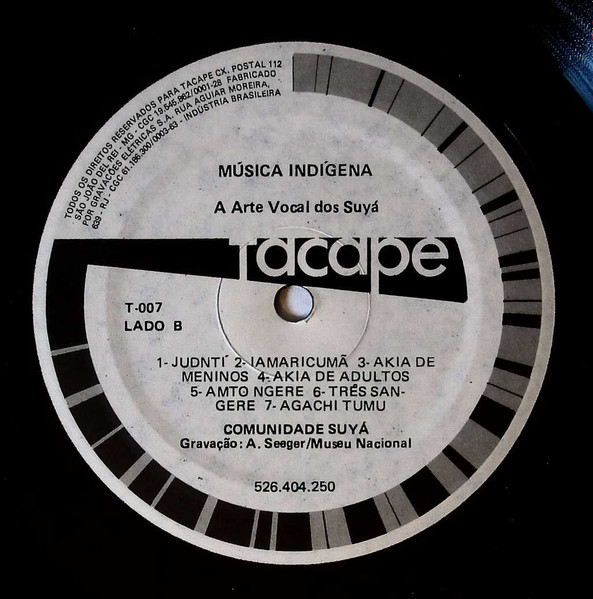 TODOS OS DIREITOS RESERVADOS PARA TACAPE CX. POSTAL 112
SÃO JOÃO DEL REI - MG - CGC 19.545.862/0001-28 FABRICADO
POR GRAVAÇÕES ELÉTRICAS S.A. RUA AGUIAR MOREIRA,
639 - RJ - CGC 61.186.300/0003-63 - INDÚSTRIA BRASILEIRA
MÚSICA INDÍGENA
A Arte Vocal dos Suyá
Tacape
T-007
LADO B
1- JUDNTÍ 2- IAMARICUMÃ 3- AKIA DE
MENINOS 4- AKIA DE ADULTOS
5- AMTO NGERE 6- TRÊS SAN-
GERE 7- AGACHI TUMU
COMUNIDADE SUYÁ
Gravação: A. Seeger/Museu Nacional
526.404.250